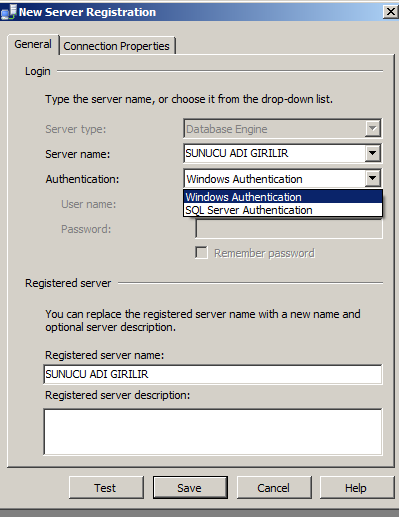 New Server Registration
General
Connection Properties
Login
Type the server name, or choose it from the drop-down list.
Server type:
Database Engine
Server name:
SUNUCU ADI GIRILIR
Authentication:
Windows Authentication
Windows Authentication
SQL Server Authentication
User name:
Password:
Remember password
Registered server
You can replace the registered server name with a new name and
optional server description.
Registered server name:
SUNUCU ADI GIRILIR
Registered server description:
Test
Save
Cancel
Help